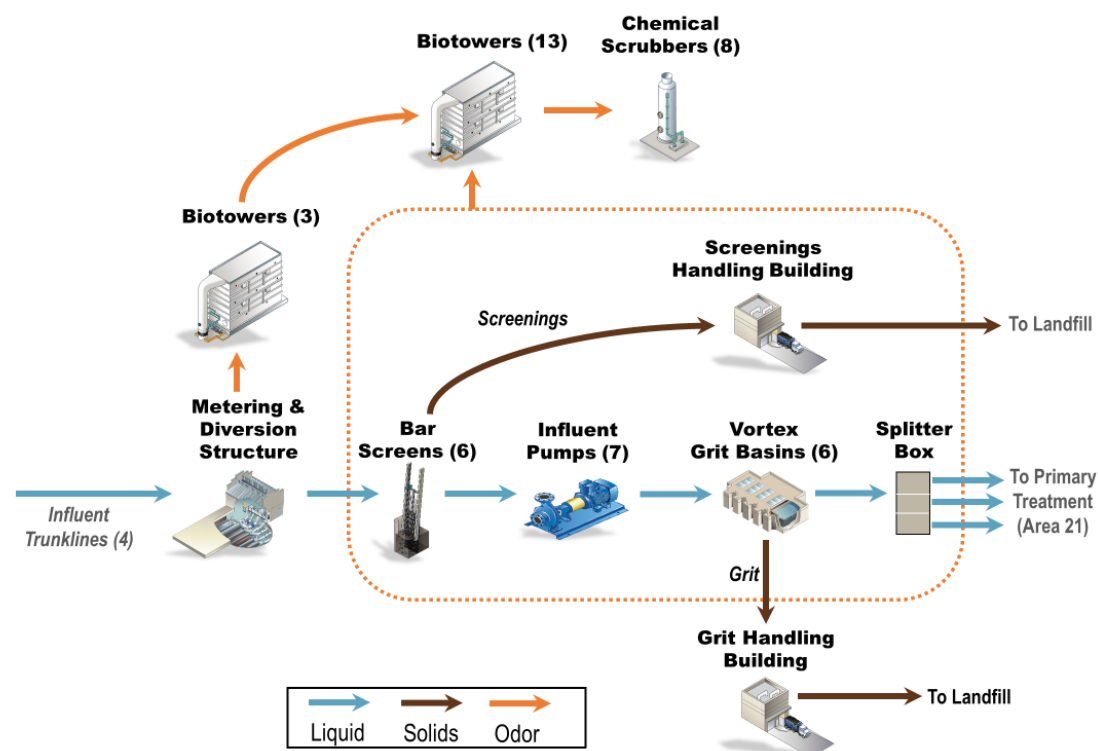 Biotowers (13)
Chemical
Scrubbers (8)
Biotowers (3)
Screenings
Handling Building
Screenings
To Landfill
Metering &
Diversion
Structure
Bar
Screens (6)
Influent
Pumps (7)
Vortex
Grit Basins (6)
Splitter
Box
Influent
Trunklines (4)
To Primary
Treatment
(Area 21)
Grit
Grit Handling
Building
To Landfill
Liquid
Solids
Odor